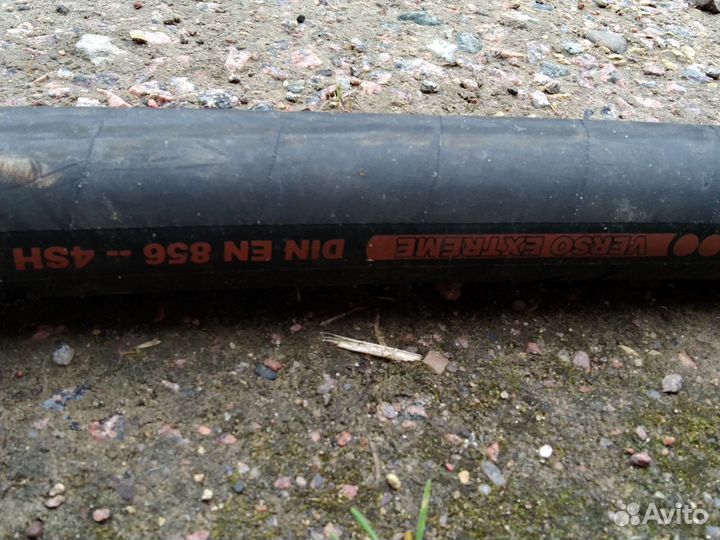 VERSO EXTREME DIN EN 856 -- 4SH
Avito